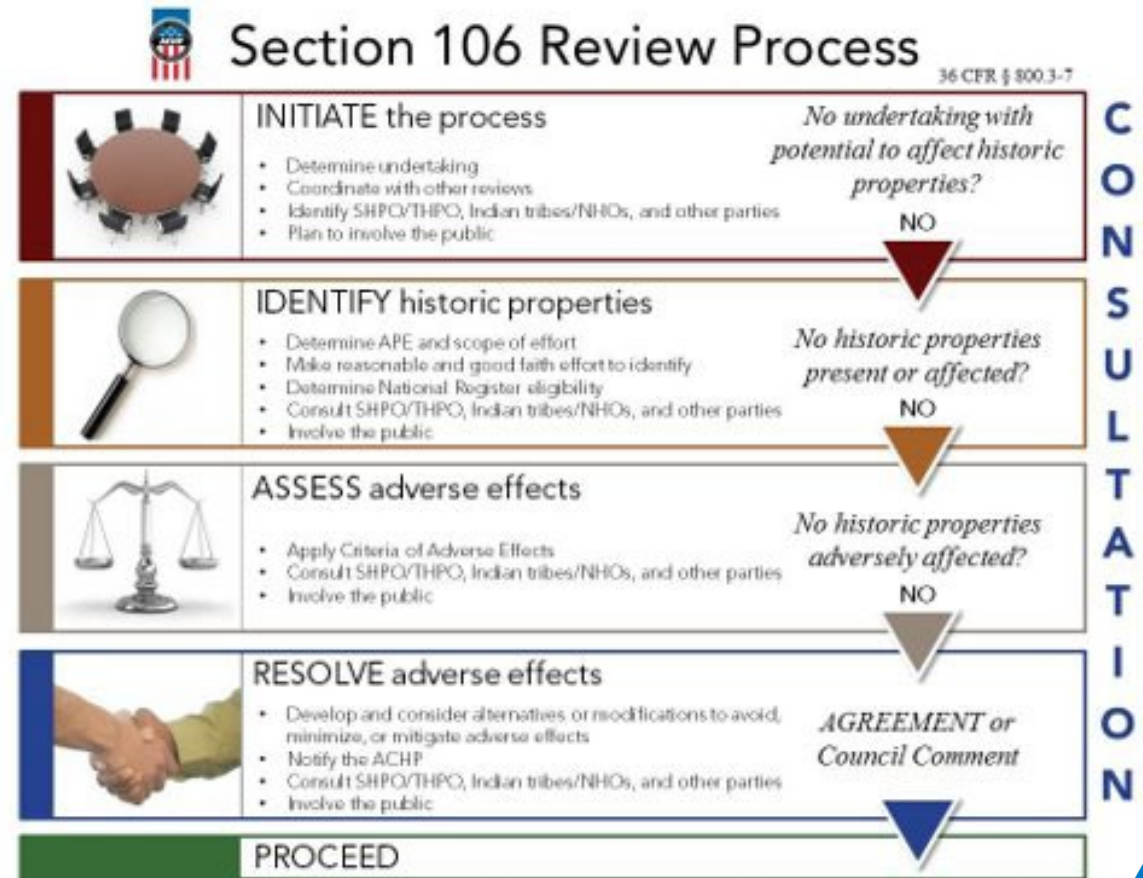 Section 106 Review Process
36 CFR § 800.3-7
INITIATE the process
• Determine undertaking
• Coordinate with other reviews
• Identify SHPO/THPO, Indian tribes/NHOs, and other parties
• Plan to involve the public
No undertaking with
potential to affect historic
properties?
NO
IDENTIFY historic properties
• Determine APE and scope of effort
• Make reasonable and good faith effort to identify
• Determine National Register eligibility
• Consult SHPO/THPO, Indian tribes/NHOs, and other parties
• Involve the public
No historic properties
present or affected?
NO
ASSESS adverse effects
• Apply Criteria of Adverse Effects
• Consult SHPO/THPO, Indian tribes/NHOs, and other parties
• Involve the public
No historic properties
adversely affected?
NO
RESOLVE adverse effects
• Develop and consider alternatives or modifications to avoid,
minimize, or mitigate adverse effects
• Notify the ACHP
• Consult SHPO/THPO, Indian tribes/NHOs, and other parties
• Involve the public
AGREEMENT or
Council Comment
PROCEED
CONSULTATION